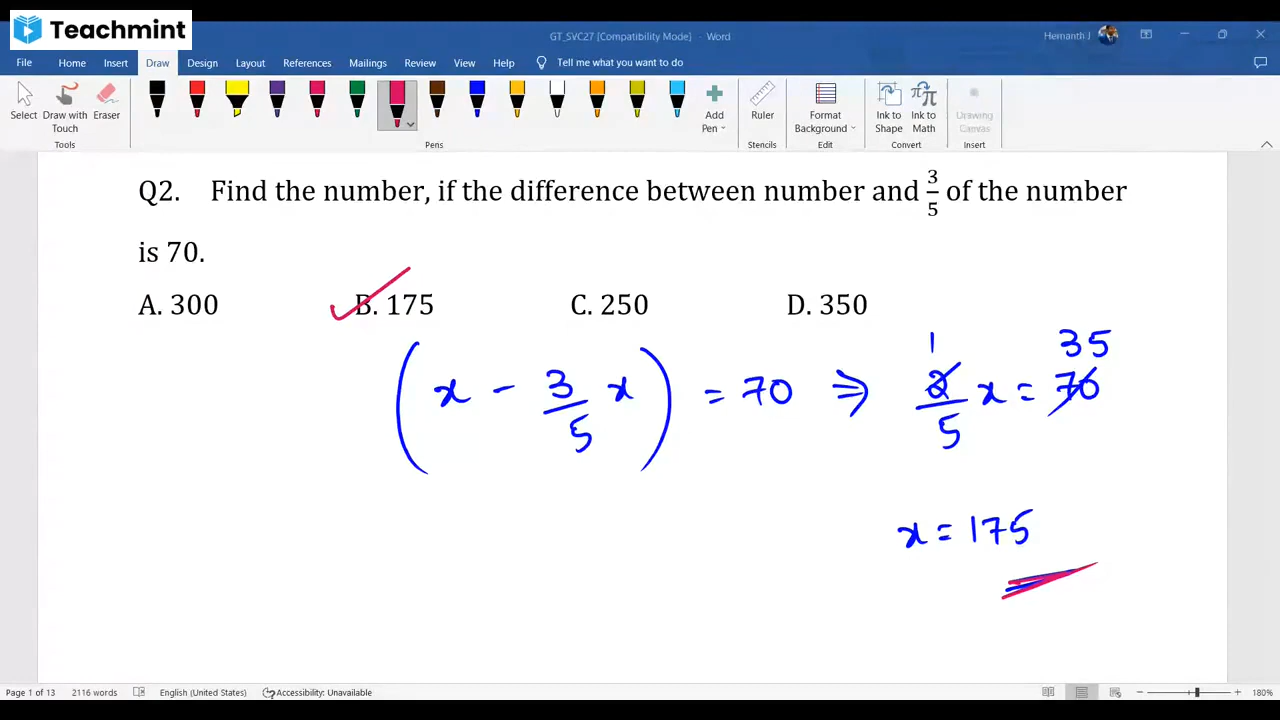 Teachmint
GT_SVC27 [Compatibility Mode] - Word
Hemanth J
File Home Insert Draw Design Layout References Mailings Review View Help Tell me what you want to do
Select Draw with Touch Eraser
Add Pen
Ruler
Format Background
Ink to Shape
Ink to Math
Drawing Canvas
Tools Pens Stencils Edit Convert Insert
Q2. Find the number, if the difference between number and 3/5 of the number
is 70.
A. 300 B. 175 C. 250 D. 350
1 35
(x - 3/5 x) = 70 ⇒ 2/5 x = 70
x = 175
Page 1 of 13 2116 words English (United States) Accessibility: Unavailable 180%